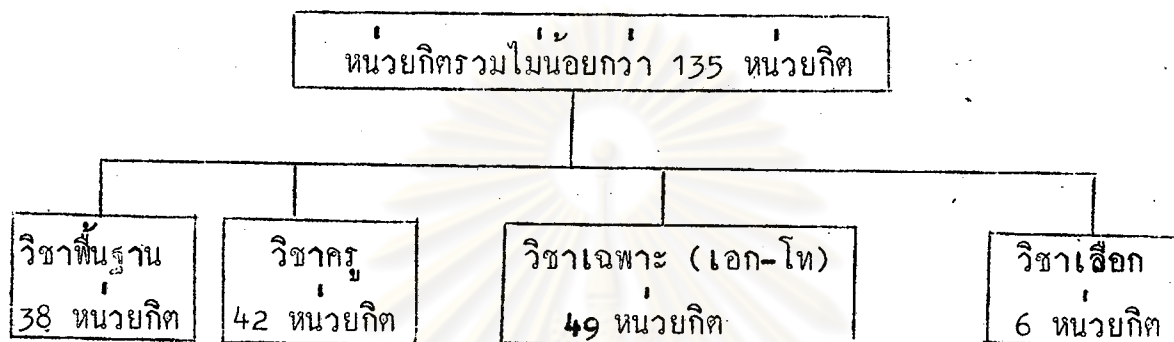 หน่วยกิตรวมไม่น้อยกว่า 135 หน่วยกิต
วิชาพื้นฐาน
38 หน่วยกิต
วิชาครู
42 หน่วยกิต
วิชาเฉพาะ (เอก-โท)
49 หน่วยกิต
วิชาเลือก
6 หน่วยกิต